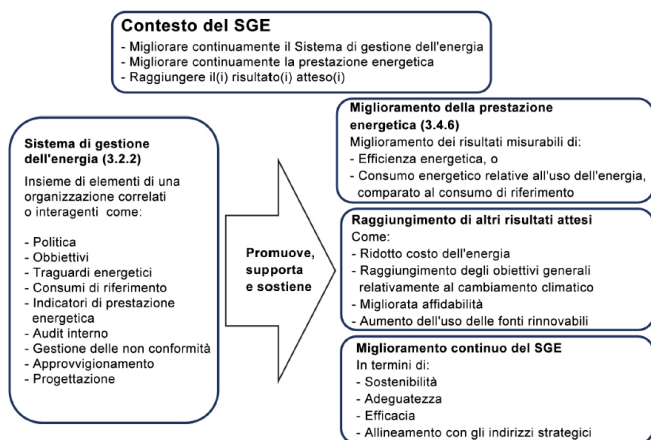 Contesto del SGE
- Migliorare continuamente il Sistema di gestione dell'energia
- Migliorare continuamente la prestazione energetica
- Raggiungere il(i) risultato(i) atteso(i)
Sistema di gestione
dell'energia (3.2.2)
Insieme di elementi di una
organizzazione correlati
o interagenti come:
- Politica
- Obbiettivi
- Traguardi energetici
- Consumi di riferimento
- Indicatori di prestazione
energetica
- Audit interno
- Gestione delle non conformità
- Approvvigionamento
- Progettazione
Promuove,
supporta
e sostiene
Miglioramento della prestazione
energetica (3.4.6)
Miglioramento dei risultati misurabili di:
- Efficienza energetica, o
- Consumo energetico relative all'uso dell'energia,
comparato al consumo di riferimento
Raggiungimento di altri risultati attesi
Come:
- Ridotto costo dell'energia
- Raggiungimento degli obiettivi generali
relativamente al cambiamento climatico
- Migliorata affidabilità
- Aumento dell'uso delle fonti rinnovabili
Miglioramento continuo del SGE
In termini di:
- Sostenibilità
- Adeguatezza
- Efficacia
- Allineamento con gli indirizzi strategici